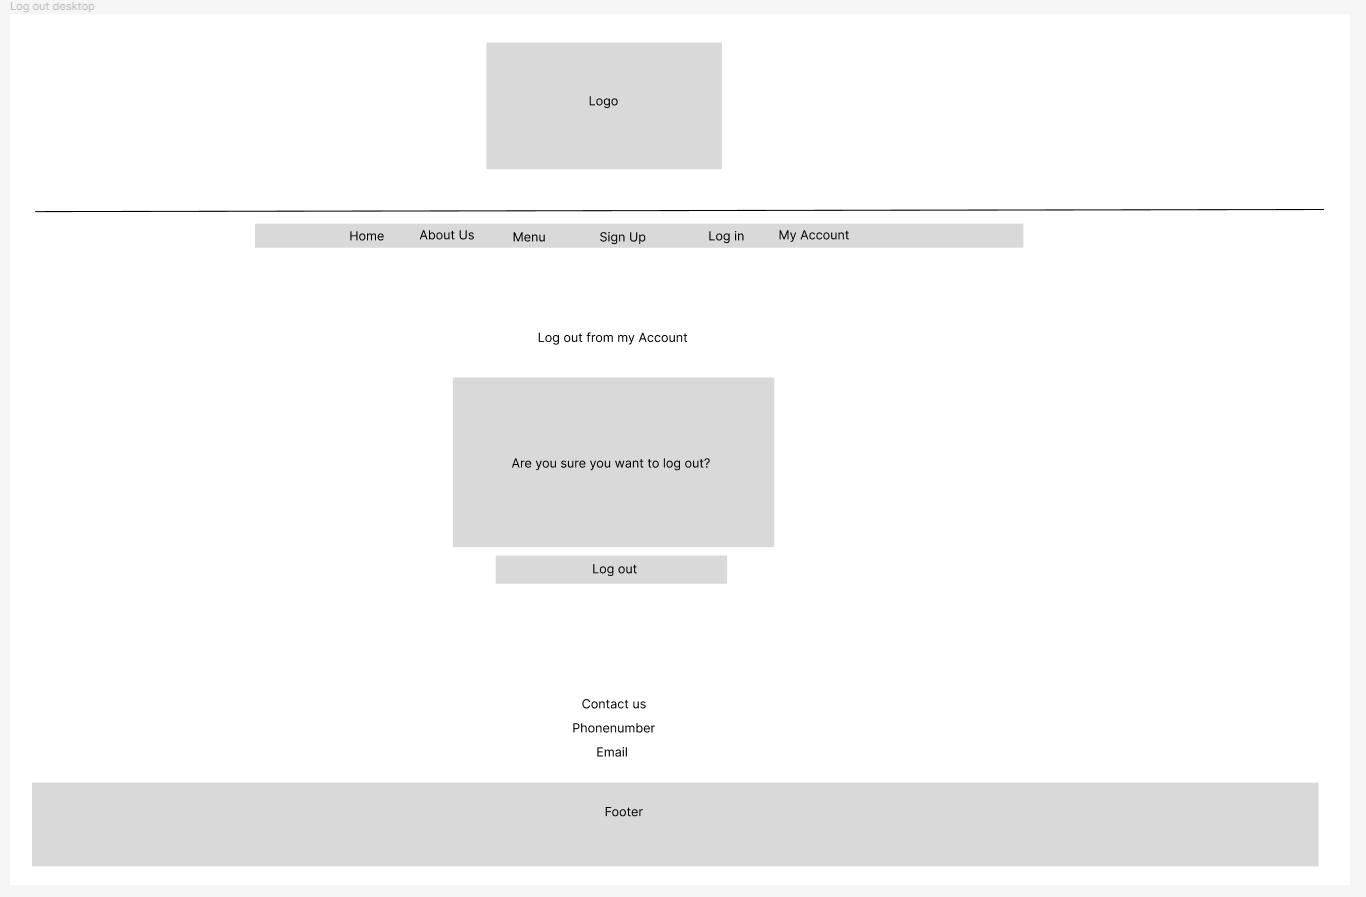 Log out desktop
Logo
Home About Us Menu Sign Up Log in My Account
Log out from my Account
Are you sure you want to log out?
Log out
Contact us
Phonenumber
Email
Footer